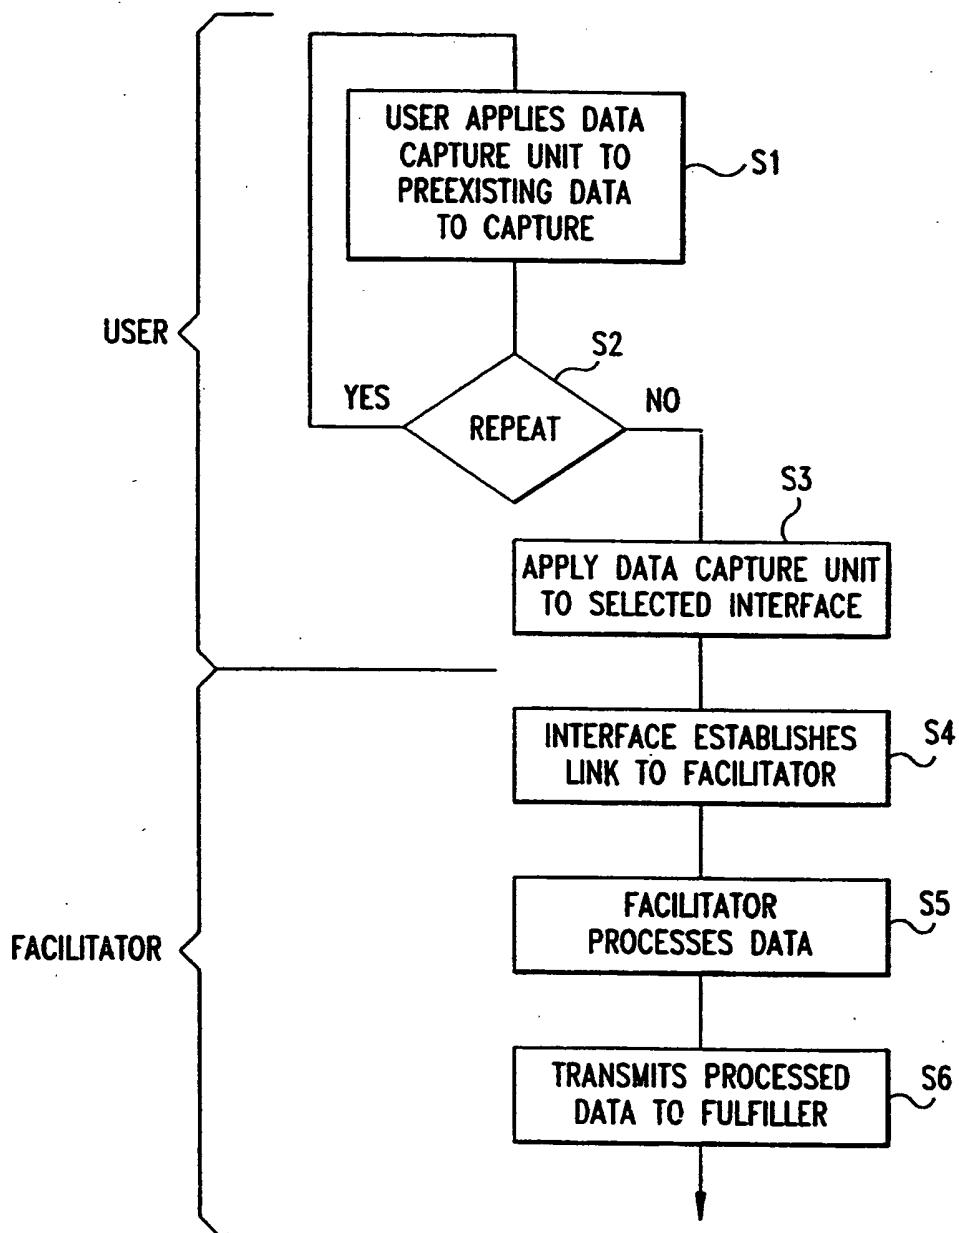 USER APPLIES DATA
CAPTURE UNIT TO
PREEXISTING DATA
TO CAPTURE
S1
USER
S2
YES
NO
REPEAT
S3
APPLY DATA CAPTURE UNIT
TO SELECTED INTERFACE
INTERFACE ESTABLISHES
LINK TO FACILITATOR
S4
FACILITATOR
PROCESSES DATA
S5
FACILITATOR
TRANSMITS PROCESSED
DATA TO FULFILLER
S6